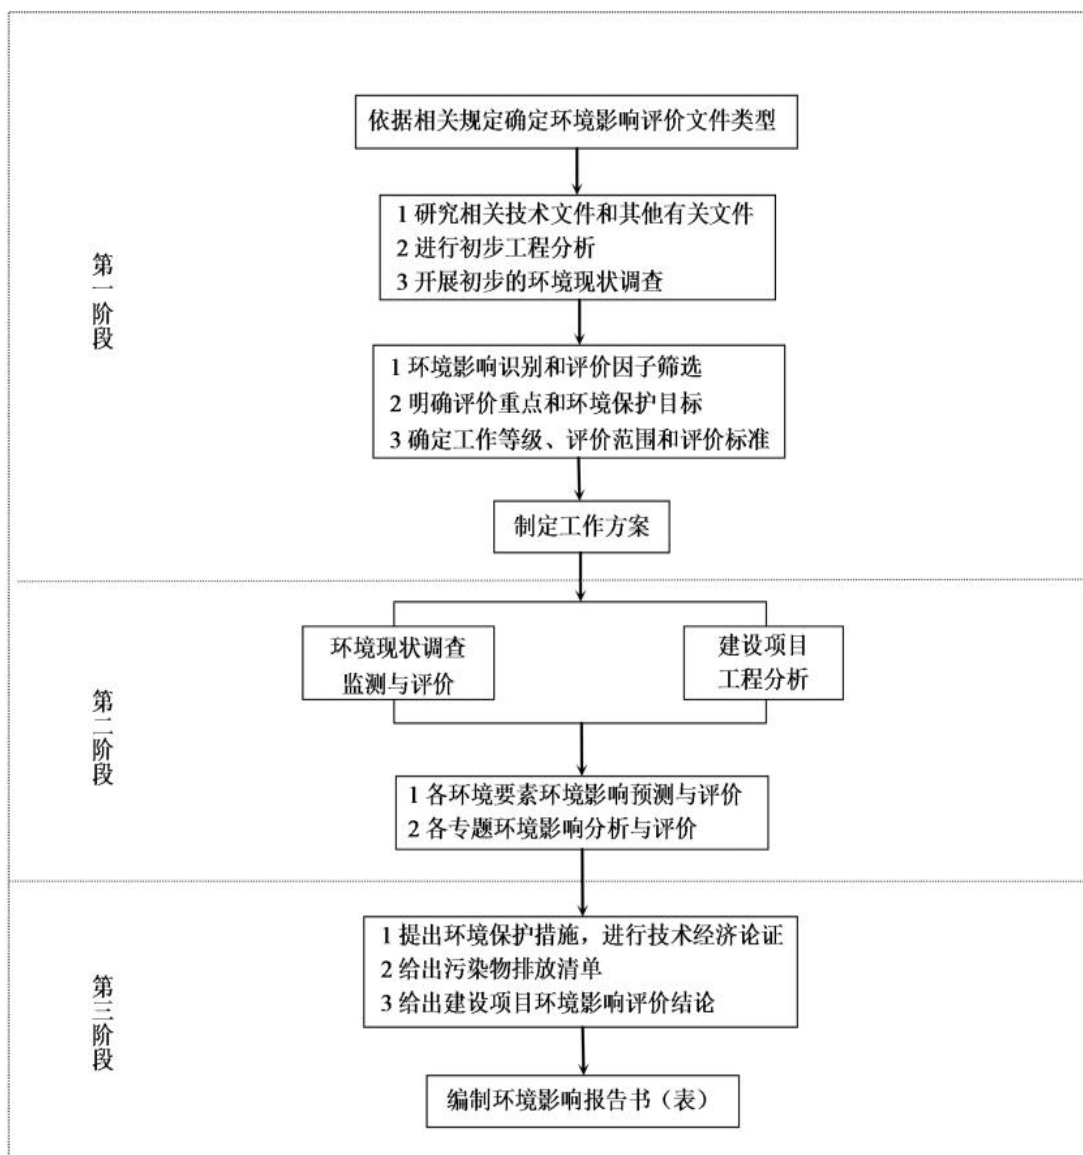 依据相关规定确定环境影响评价文件类型
1 研究相关技术文件和其他有关文件
2 进行初步工程分析
3 开展初步的环境现状调查
第一阶段
1 环境影响识别和评价因子筛选
2 明确评价重点和环境保护目标
3 确定工作等级、评价范围和评价标准
制定工作方案
环境现状调查
监测与评价
建设项目
工程分析
第二阶段
1 各环境要素环境影响预测与评价
2 各专题环境影响分析与评价
1 提出环境保护措施，进行技术经济论证
2 给出污染物排放清单
3 给出建设项目环境影响评价结论
第三阶段
编制环境影响报告书（表）